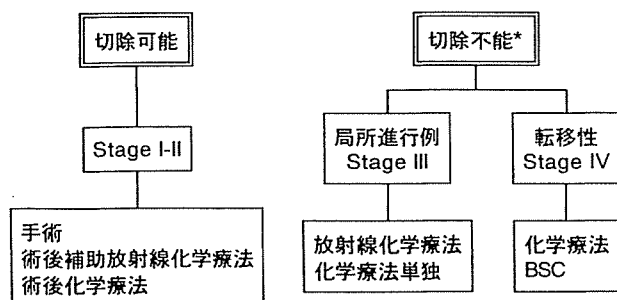 切除可能
切除不能*
Stage I-II
局所進行例
Stage III
転移性
Stage IV
手術
術後補助放射線化学療法
術後化学療法
放射線化学療法
化学療法単独
化学療法
BSC